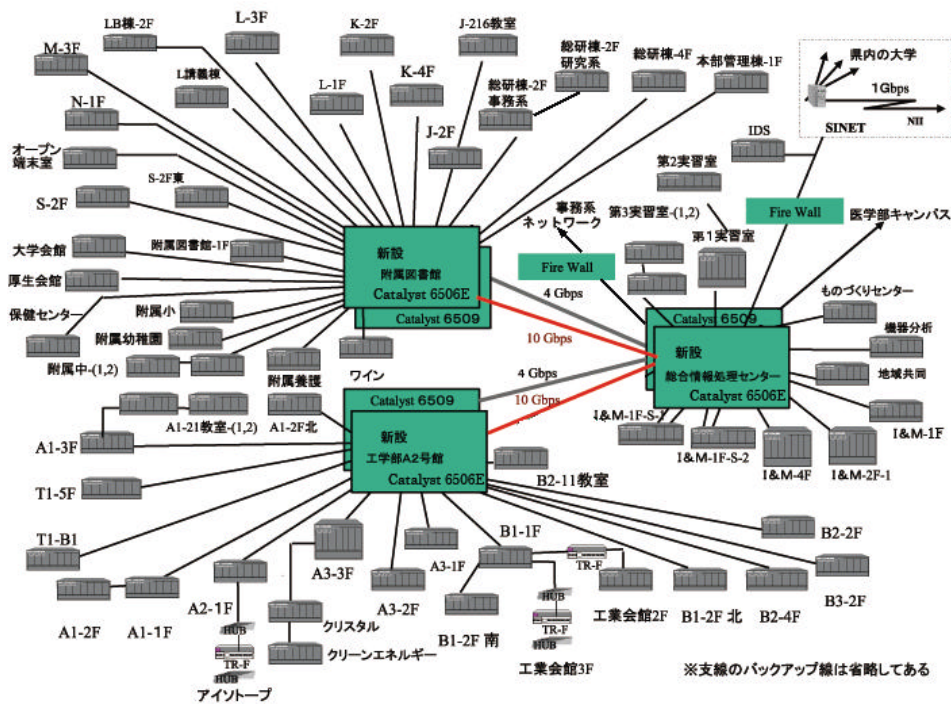 LB棟-2F
L-3F
K-2F
J-216教室
M-3F
L講義棟
L-1F
K-4F
総研棟-2F
研究系
総研棟-4F
本部管理棟-1F
県内の大学
1Gbps
NII
SINET
N-1F
総研棟-2F
事務系
J-2F
IDS
オープン
端末室
S-2F東
第2実習室
S-2F
事務系
ネットワーク
第3実習室-(1,2)
Fire Wall
医学部キャンパス
大学会館
附属図書館-1F
新設
附属図書館
Catalyst 6506E
Catalyst 6509
Fire Wall
第1実習室
厚生会館
4 Gbps
ものづくりセンター
保健センター
附属小
10 Gbps
Catalyst 6509
新設
総合情報処理センター
Catalyst 6506E
機器分析
附属幼稚園
附属中-(1,2)
附属養護
ワイン
4 Gbps
地域共同
Catalyst 6509
10 Gbps
A1-21教室-(1,2)
A1-2F北
新設
工学部A2号館
Catalyst 6506E
I&M-1F-S-1
I&M-1F
A1-3F
I&M-1F-S-2
I&M-4F
I&M-2F-1
T1-5F
B2-11教室
T1-B1
A3-3F
A3-1F
B1-1F
B2-2F
TR-F
A1-2F
A1-1F
A2-1F
A3-2F
HUB
工業会館2F
B1-2F 北
B2-4F
B3-2F
HUB
クリスタル
B1-2F 南
TR-F
HUB
TR-F
クリーンエネルギー
工業会館3F
※支線のバックアップ線は省略してある
HUB
アイソトープ